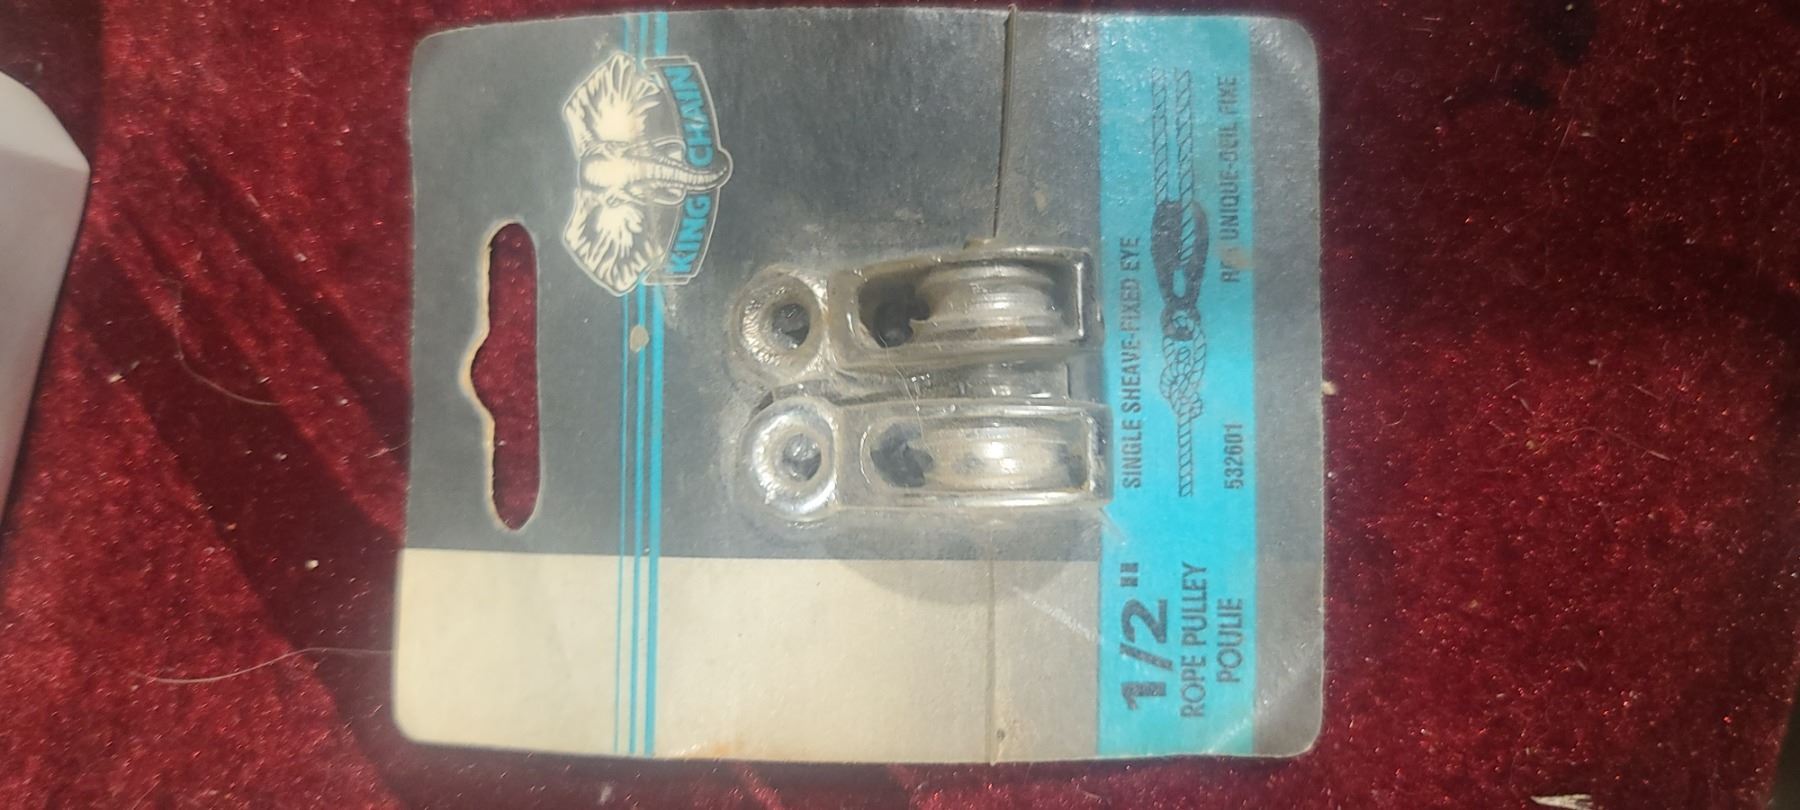 KING CHAIN
1/2"
SINGLE SHEAVE-FIXED EYE
ROPE PULLEY
POULIE
532601
UNIQUE-OEIL FIXE